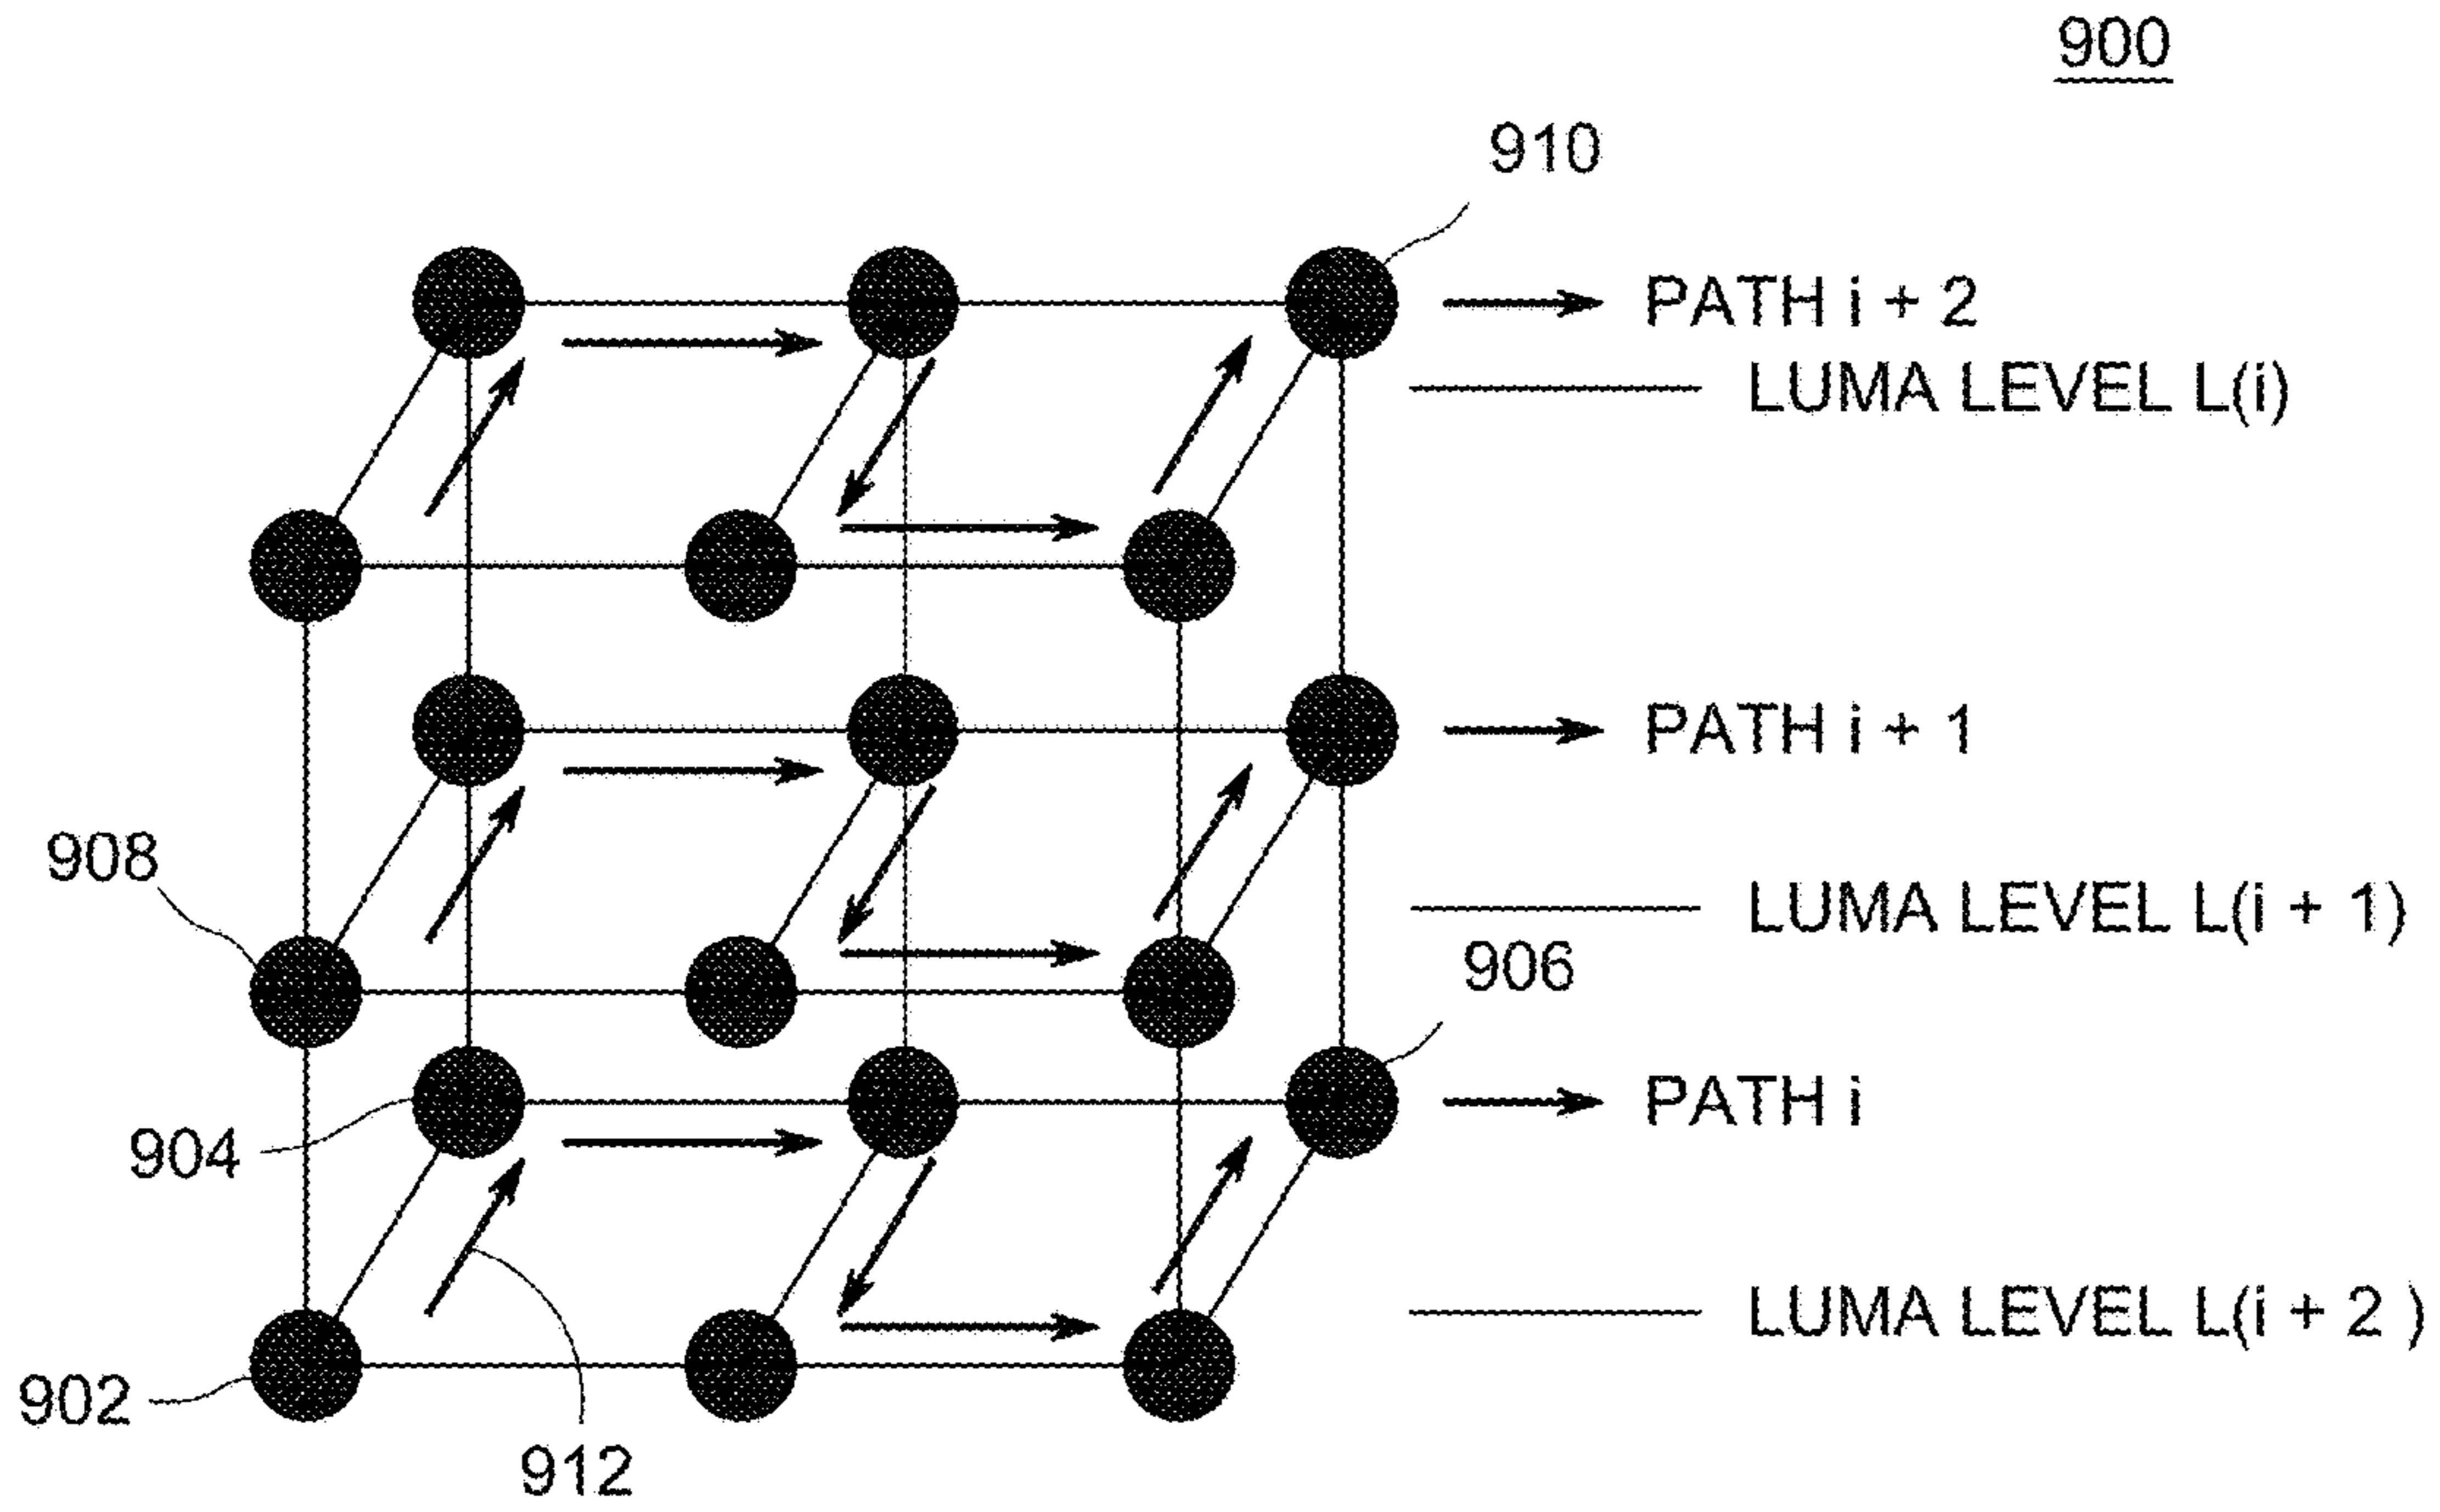 900
910
PATH i + 2
LUMA LEVEL L(i)
PATH i + 1
908
LUMA LEVEL L(i + 1)
906
PATH i
904
LUMA LEVEL L(i + 2 )
902
912